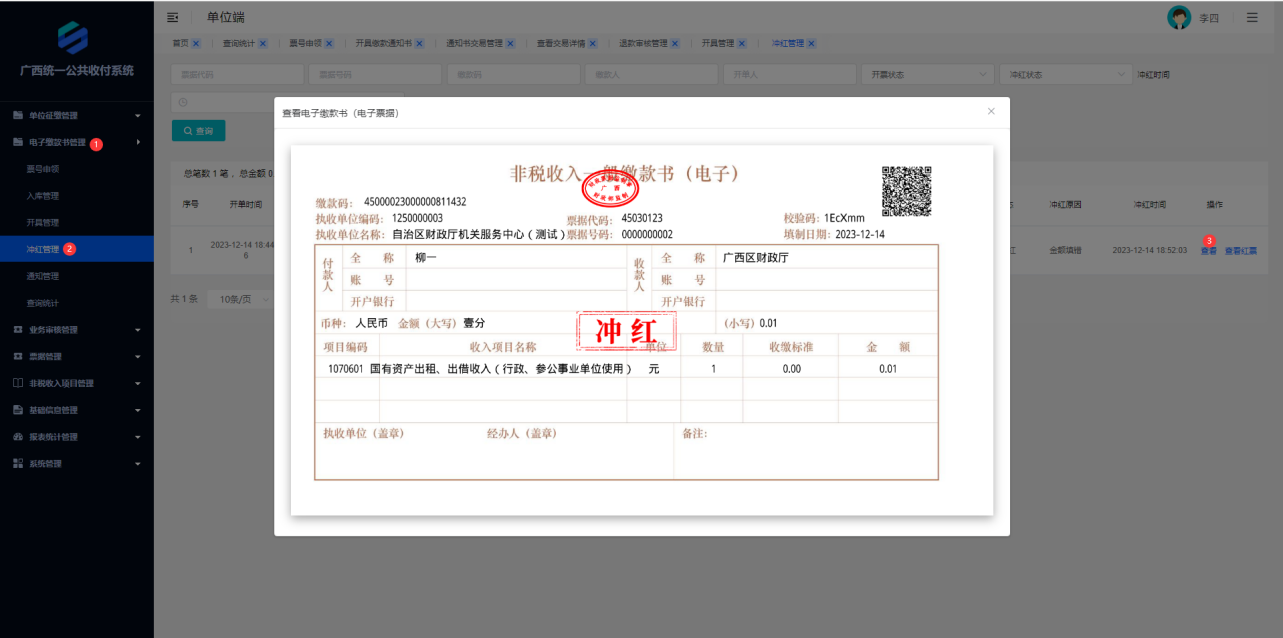 单位端
李四
广西统一公共收付系统
首页 查询统计 票号申领 开具缴款通知书 通知书交易管理 查看交易详情 退款审核管理 开具管理 冲红管理
票据代码 票据号码 缴款码 缴款人 开单人 开票状态 冲红状态 冲红时间
查询
单位征缴管理
电子缴款书管理 1
票号申领
入库管理
开具管理
冲红管理 2
通知管理
查询统计
业务审核管理
票据管理
非税收入项目管理
基础信息管理
报表统计管理
系统管理
总笔数 1 笔，总金额 0
序号 开单时间 冲红原因 冲红时间 操作
1 2023-12-14 18:44 6 金额填错 2023-12-14 18:52:03 3 查看 查看红票
共 1 条 10条/页
查看电子缴款书（电子票据）
非税收入一般缴款书（电子）
缴款码： 45000023000000811432
执收单位编码： 1250000003 票据代码： 45030123 校验码： 1EcXmm
执收单位名称： 自治区财政厅机关服务中心（测试） 票据号码： 0000000002 填制日期： 2023-12-14
付款人 全 称 柳一 收款人 全 称 广西区财政厅
账 号 账 号
开户银行 开户银行
币种： 人民币 金额（大写）壹分 （小写）0.01
冲 红
项目编码 收入项目名称 单位 数量 收缴标准 金 额
1070601 国有资产出租、出借收入（行政、参公事业单位使用） 元 1 0.00 0.01
执收单位（盖章） 经办人（盖章） 备注：